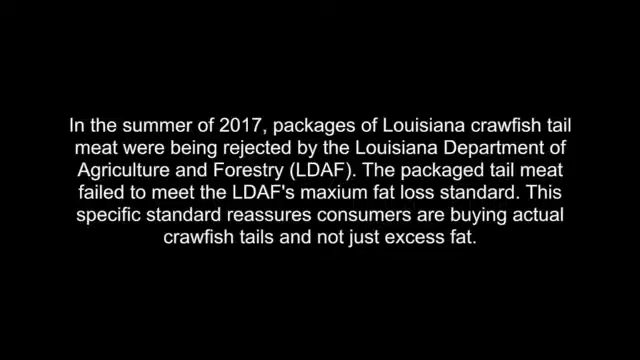 In the summer of 2017, packages of Louisiana crawfish tail
meat were being rejected by the Louisiana Department of
Agriculture and Forestry (LDAF). The packaged tail meat
failed to meet the LDAF's maxium fat loss standard. This
specific standard reassures consumers are buying actual
crawfish tails and not just excess fat.